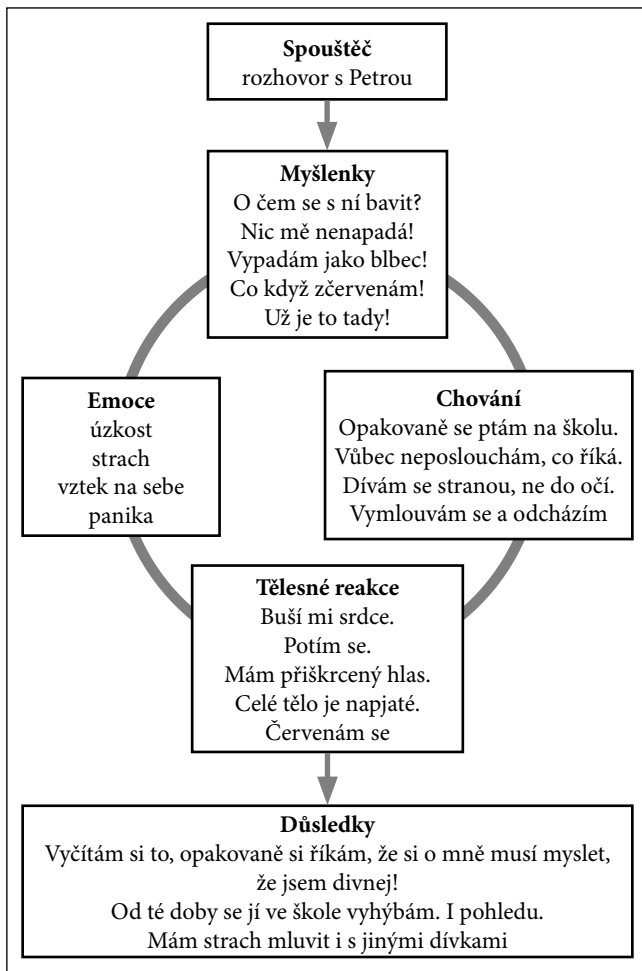 Spouštěč
rozhovor s Petrou
Myšlenky
O čem se s ní bavit?
Nic mě nenapadá!
Vypadám jako blbec!
Co když zčervenám!
Už je to tady!
Emoce
úzkost
strach
vztek na sebe
panika
Chování
Opakovaně se ptám na školu.
Vůbec neposlouchám, co říká.
Dívám se stranou, ne do očí.
Vymlouvám se a odcházím
Tělesné reakce
Buší mi srdce.
Potím se.
Mám přiškrcený hlas.
Celé tělo je napjaté.
Červenám se
Důsledky
Vyčítám si to, opakovaně si říkám, že si o mně musí myslet,
že jsem divnej!
Od té doby se jí ve škole vyhýbám. I pohledu.
Mám strach mluvit i s jinými dívkami